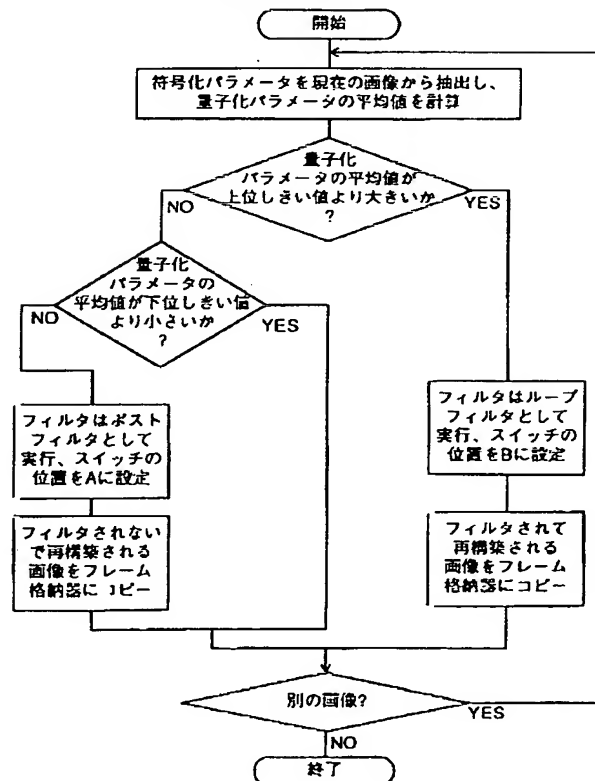 開始
符号化パラメータを現在の画像から抽出し、
量子化パラメータの平均値を計算
量子化
パラメータの平均値が
上位しきい値より大きいか
?
NO
YES
量子化
パラメータの
平均値が下位しきい値
より小さいか
?
NO
YES
フィルタはポスト
フィルタとして
実行、スイッチの
位置をAに設定
フィルタはループ
フィルタとして
実行、スイッチの
位置をBに設定
フィルタされない
で再構築される
画像をフレーム
格納器にコピー
フィルタされて
再構築される
画像をフレーム
格納器にコピー
別の画像?
YES
NO
終了